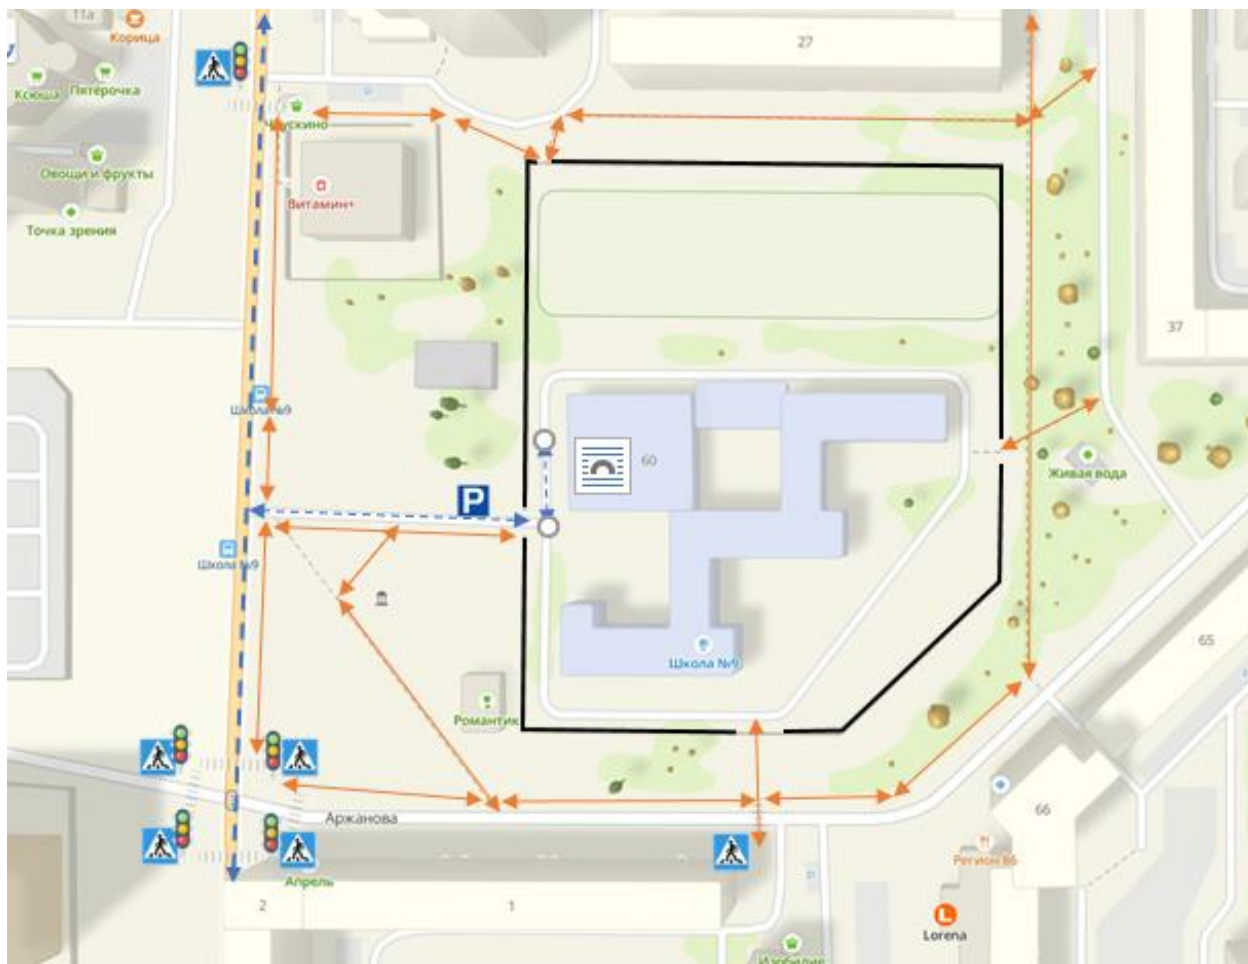 11а
Корица
27
Ксюша
Пятёрочка
Овощи и фрукты
Витамин+
Точка зрения
37
Школа №9
60
Живая вода
P
Школа №9
65
Школа №9
Романтик
66
Аржанова
Регион 86
Апрель
2
1
L
Lorena
Изобилие